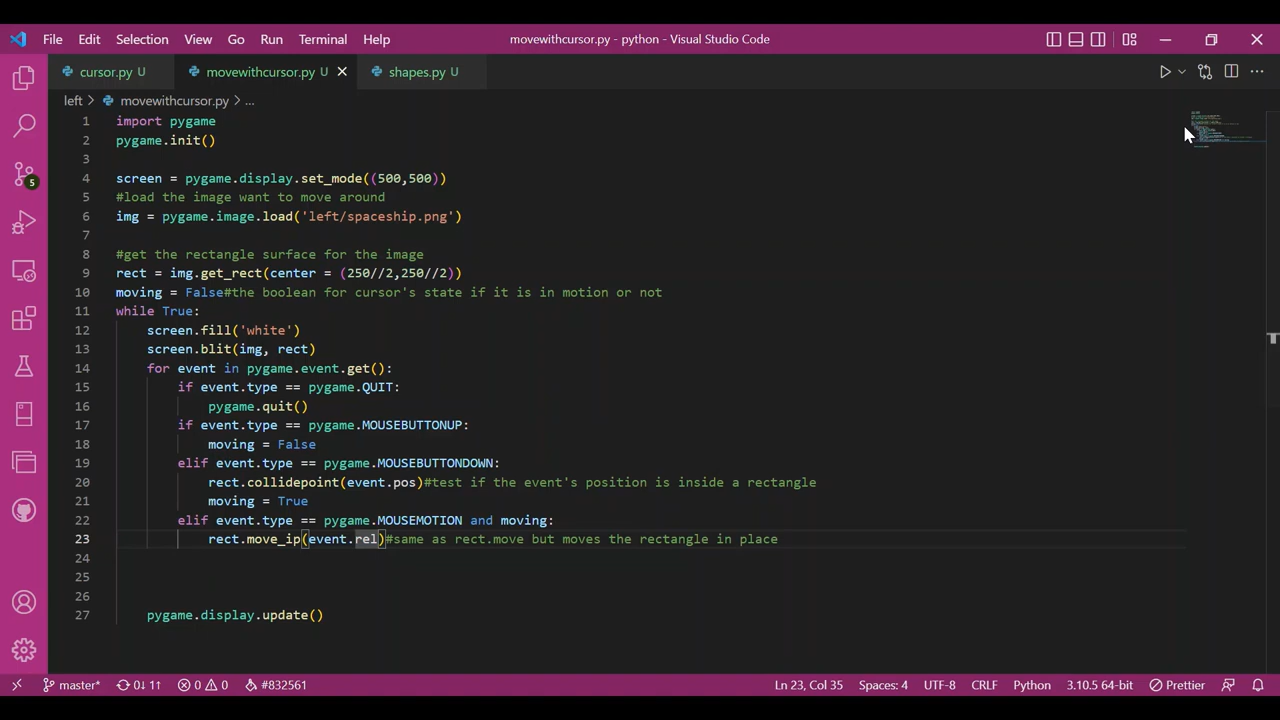 File Edit Selection View Go Run Terminal Help movewithcursor.py - python - Visual Studio Code
cursor.py U movewithcursor.py U shapes.py U
left > movewithcursor.py > ...
1 import pygame
2 pygame.init()
3
4 screen = pygame.display.set_mode((500,500))
5 #load the image want to move around
6 img = pygame.image.load('left/spaceship.png')
7
8 #get the rectangle surface for the image
9 rect = img.get_rect(center = (250//2,250//2))
10 moving = False#the boolean for cursor's state if it is in motion or not
11 while True:
12 screen.fill('white')
13 screen.blit(img, rect)
14 for event in pygame.event.get():
15 if event.type == pygame.QUIT:
16 pygame.quit()
17 if event.type == pygame.MOUSEBUTTONUP:
18 moving = False
19 elif event.type == pygame.MOUSEBUTTONDOWN:
20 rect.collidepoint(event.pos)#test if the event's position is inside a rectangle
21 moving = True
22 elif event.type == pygame.MOUSEMOTION and moving:
23 rect.move_ip(event.rel)#same as rect.move but moves the rectangle in place
24
25
26
27 pygame.display.update()
5
master* 0↓ 1↑ 0 0 #832561 Ln 23, Col 35 Spaces: 4 UTF-8 CRLF Python 3.10.5 64-bit Prettier